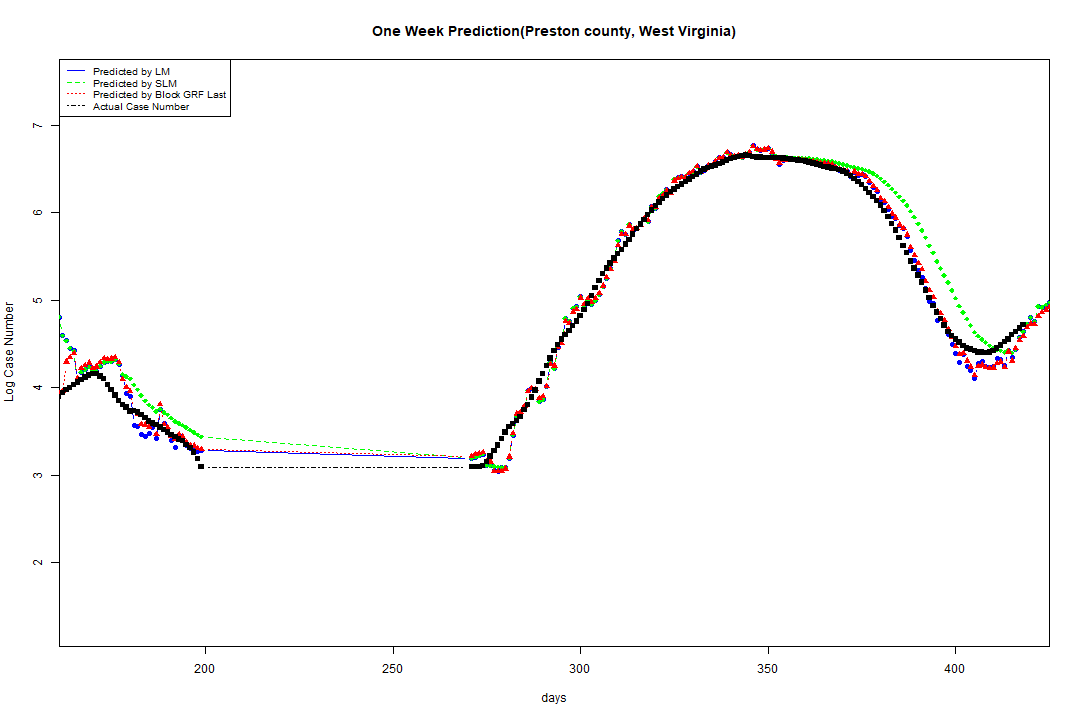 One Week Prediction(Preston county, West Virginia)
Predicted by LM
Predicted by SLM
Predicted by Block GRF Last
Actual Case Number
7
6
5
4
3
2
Log Case Number
200 250 300 350 400
days